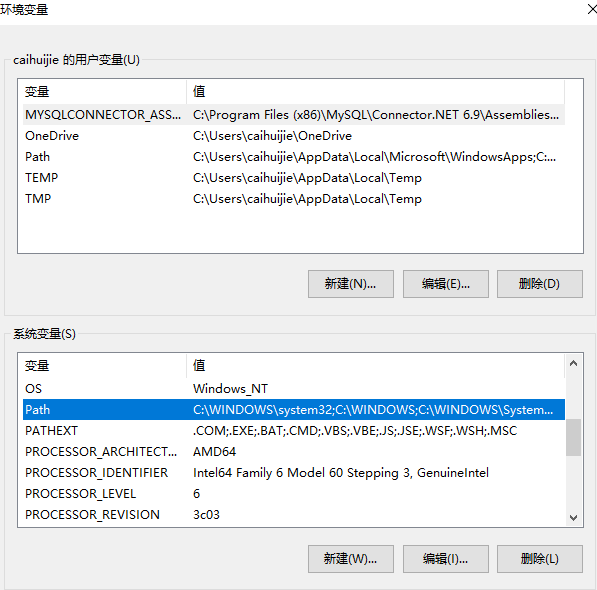 环境变量
caihuijie 的用户变量(U)
变量 值
MYSQLCONNECTOR_ASS... C:\Program Files (x86)\MySQL\Connector.NET 6.9\Assemblies...
OneDrive C:\Users\caihuijie\OneDrive
Path C:\Users\caihuijie\AppData\Local\Microsoft\WindowsApps;C:...
TEMP C:\Users\caihuijie\AppData\Local\Temp
TMP C:\Users\caihuijie\AppData\Local\Temp
新建(N)... 编辑(E)... 删除(D)
系统变量(S)
变量 值
OS Windows_NT
Path C:\WINDOWS\system32;C:\WINDOWS;C:\WINDOWS\System...
PATHEXT .COM;.EXE;.BAT;.CMD;.VBS;.VBE;.JS;.JSE;.WSF;.WSH;.MSC
PROCESSOR_ARCHITECT... AMD64
PROCESSOR_IDENTIFIER Intel64 Family 6 Model 60 Stepping 3, GenuineIntel
PROCESSOR_LEVEL 6
PROCESSOR_REVISION 3c03
新建(W)... 编辑(I)... 删除(L)